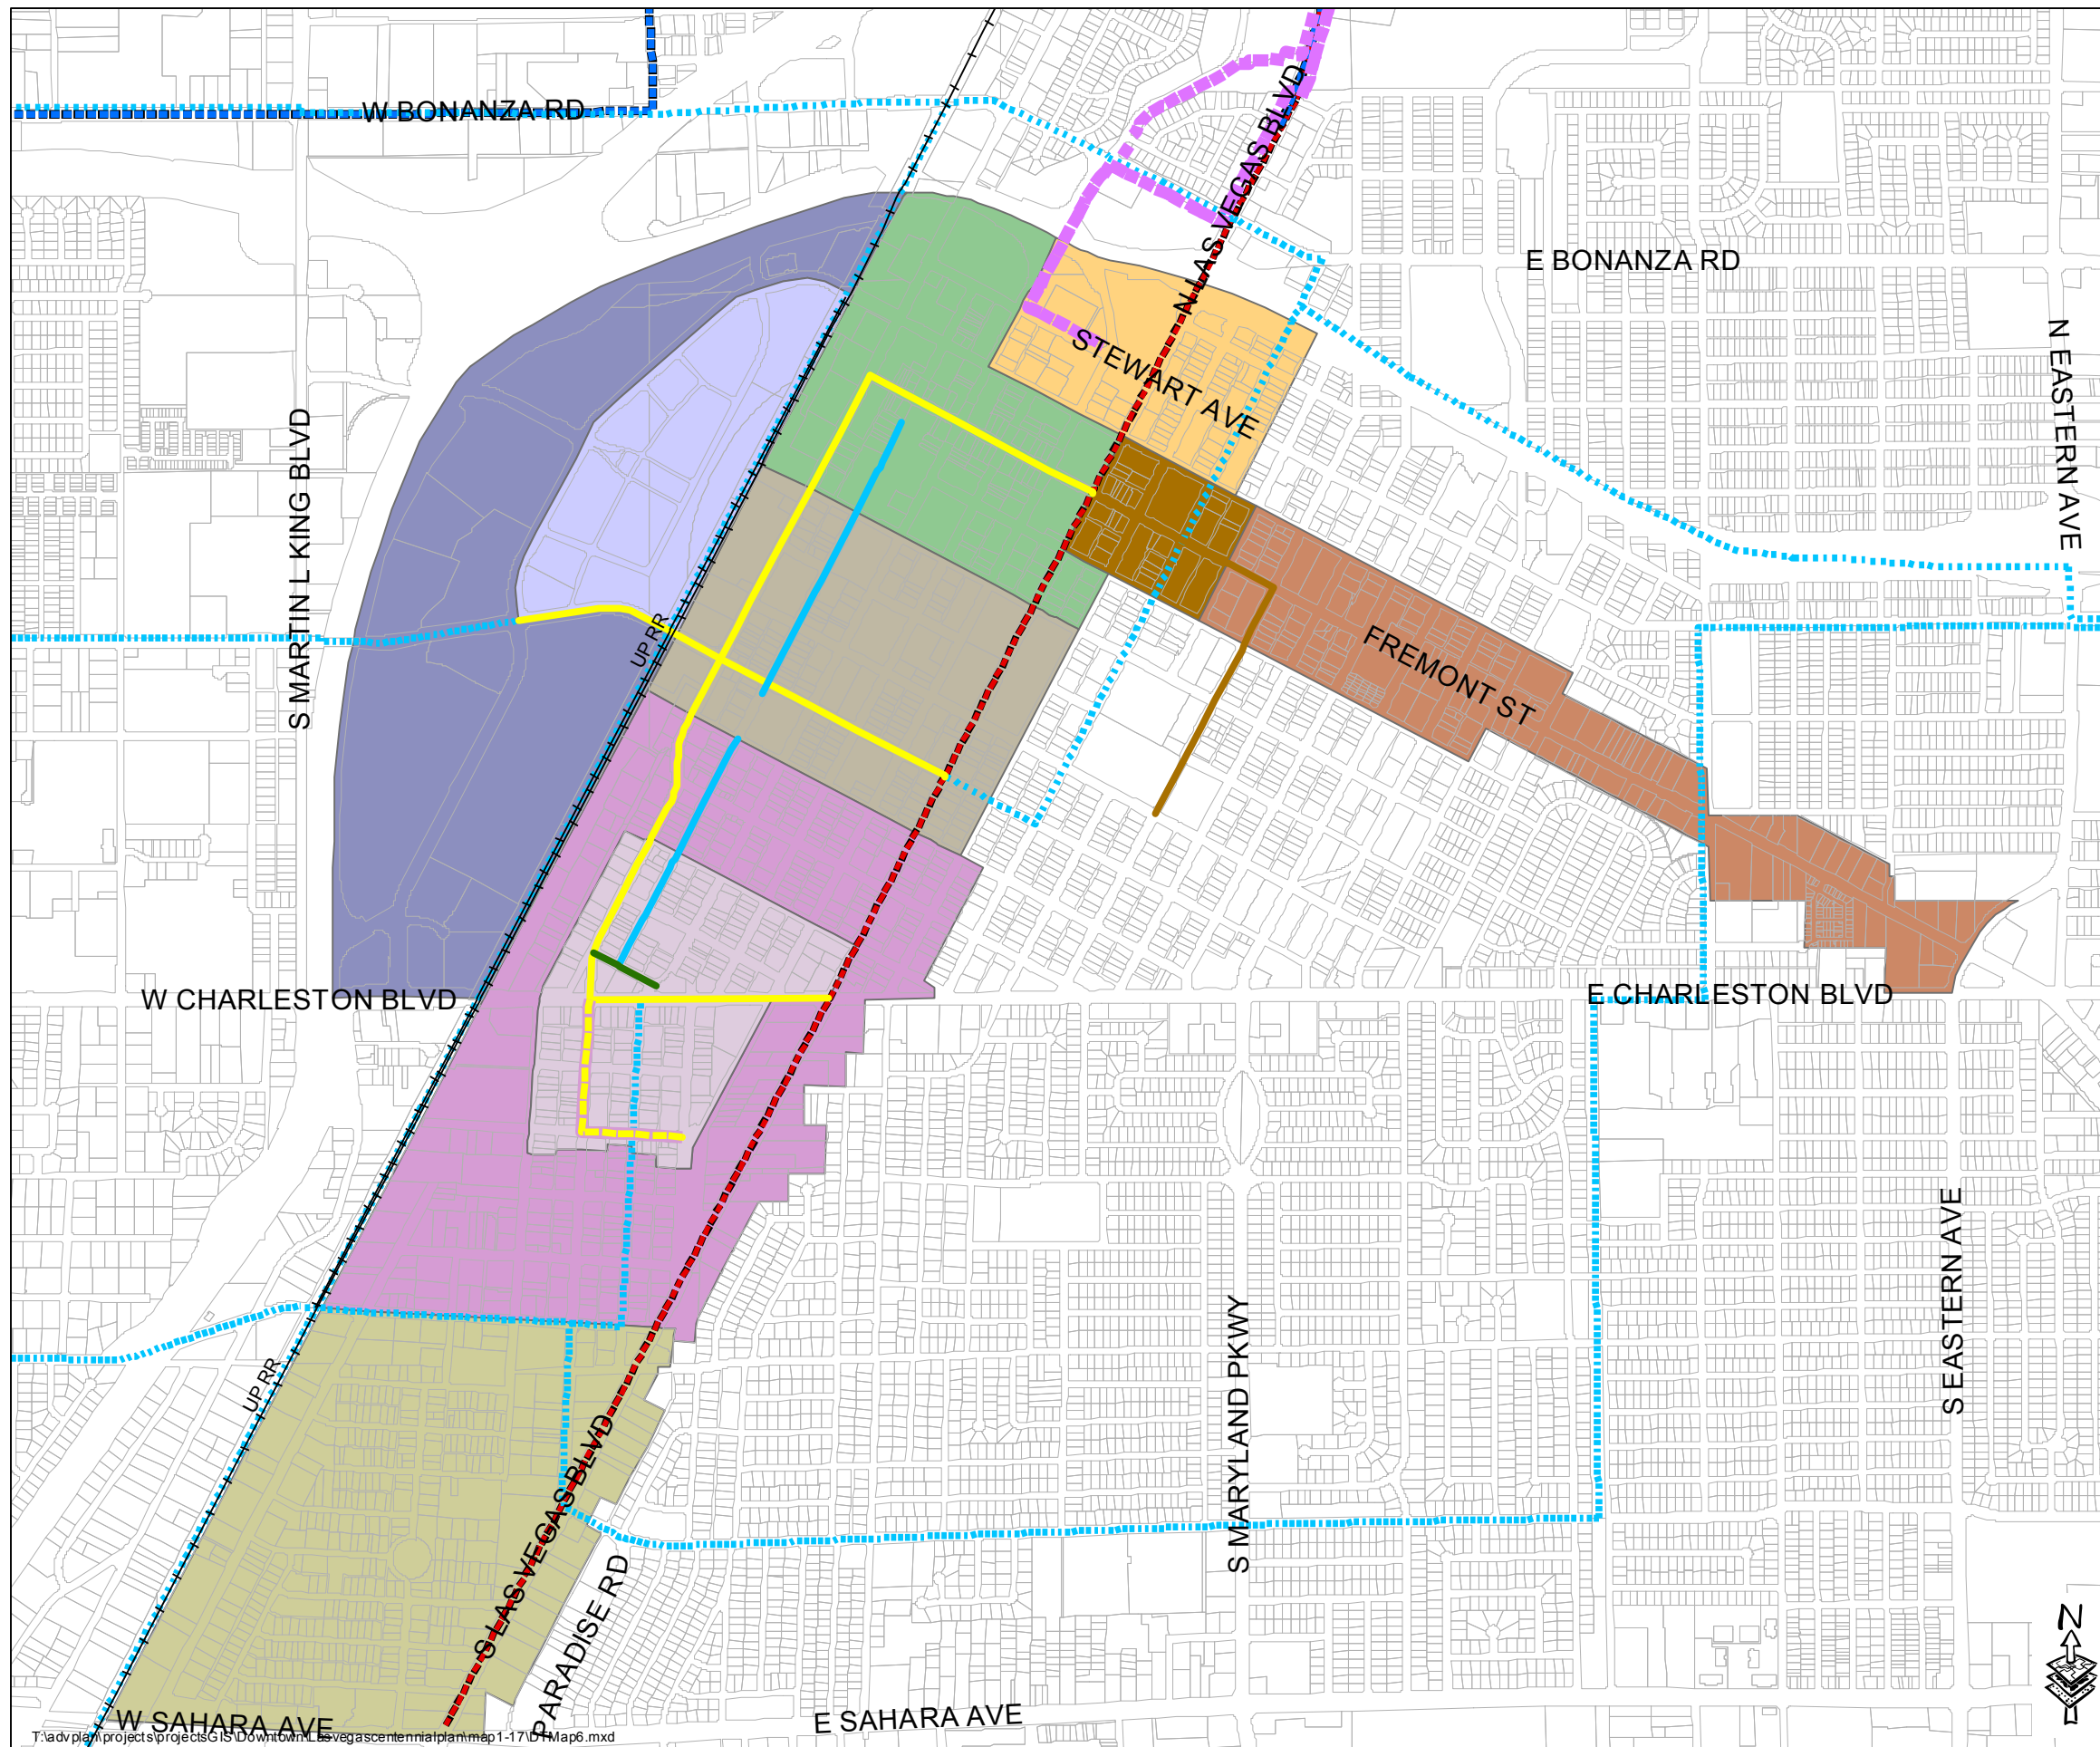 W BONANZA RD
N LAS VEGAS BLVD
E BONANZA RD
STEWART AVE
N EASTERN AVE
S MARTIN L KING BLVD
UP RR
FREMONT ST
W CHARLESTON BLVD
E CHARLESTON BLVD
S EASTERN AVE
S MARYLAND PKWY
UP RR
S LAS VEGAS BLVD
PARADISE RD
N
W SAHARA AVE
E SAHARA AVE
T:\advplan\projects\projectsGIS\Downtown\Lasvegascentennialplan\map1-17\DTMap6.mxd